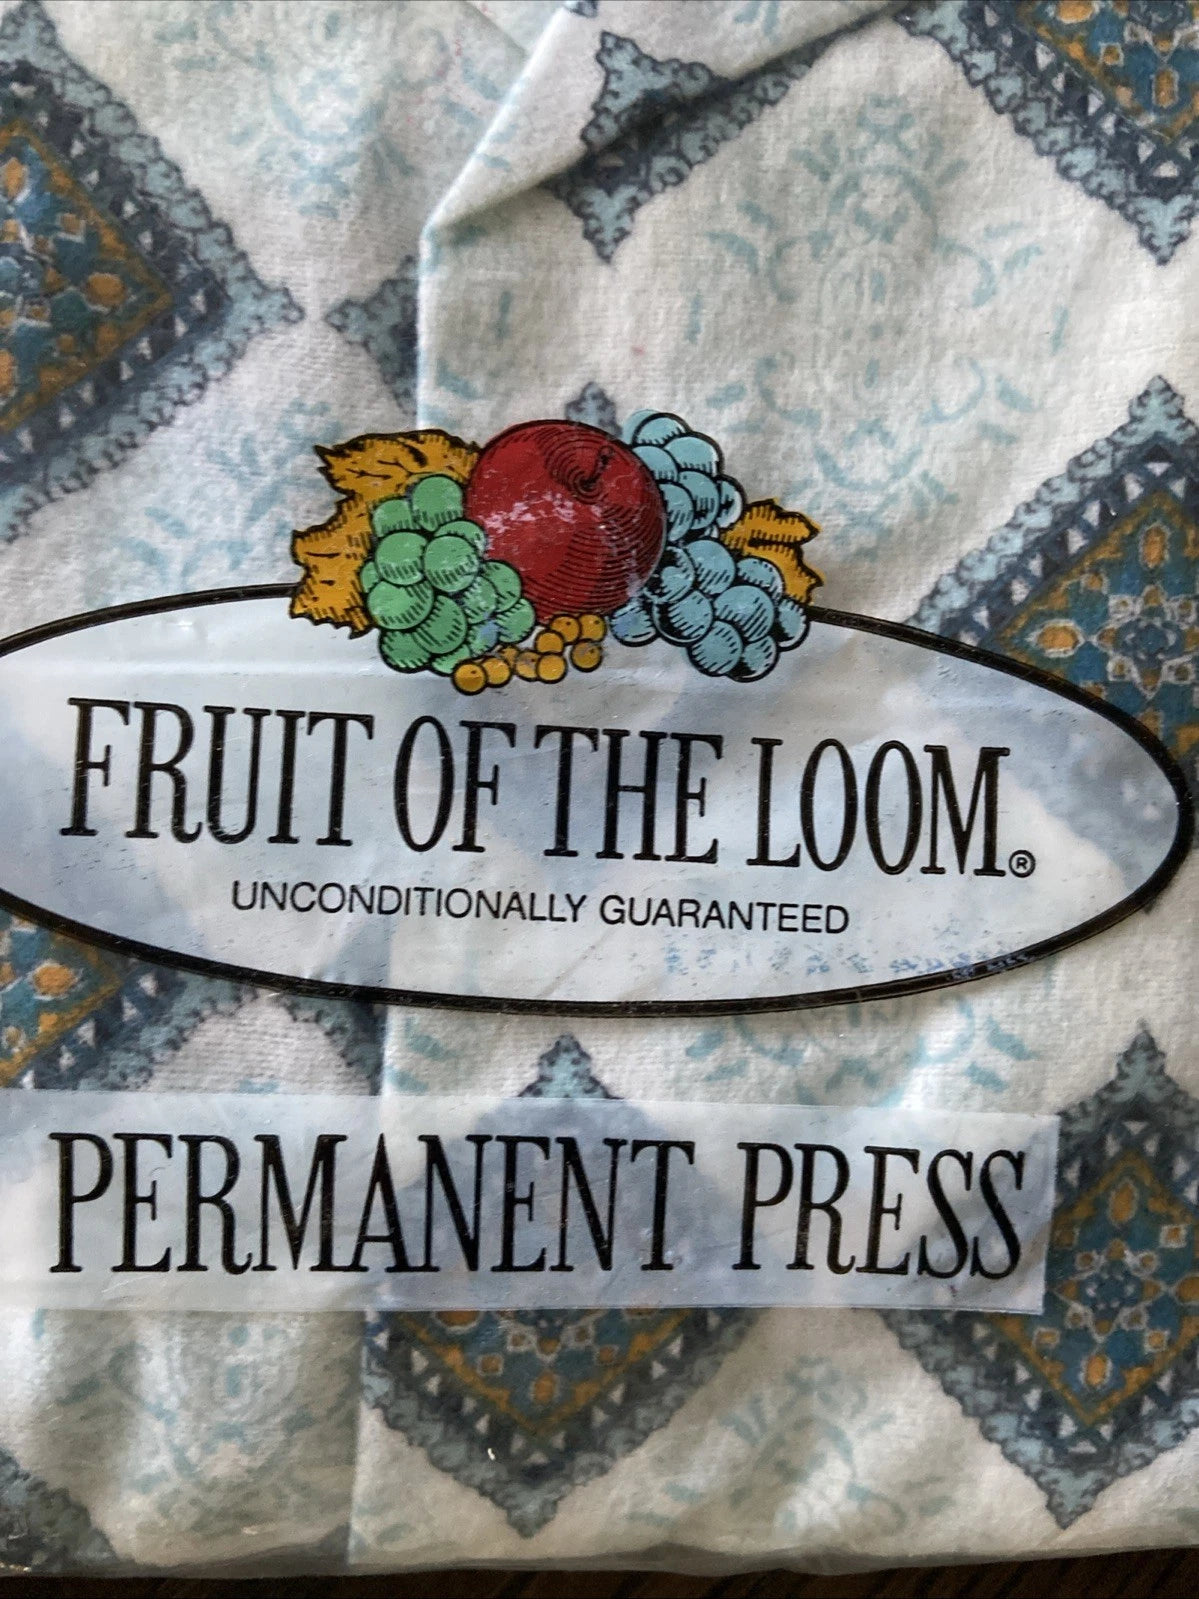 FRUIT OF THE LOOM®
UNCONDITIONALLY GUARANTEED
PERMANENT PRESS